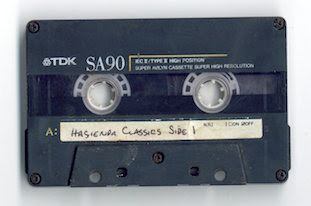 TDK SA90 IEC II/TYPE II HIGH POSITION
SUPER AVILYN CASSETTE SUPER HIGH RESOLUTION
A: HASIENDA CLASSICS SIDE 1